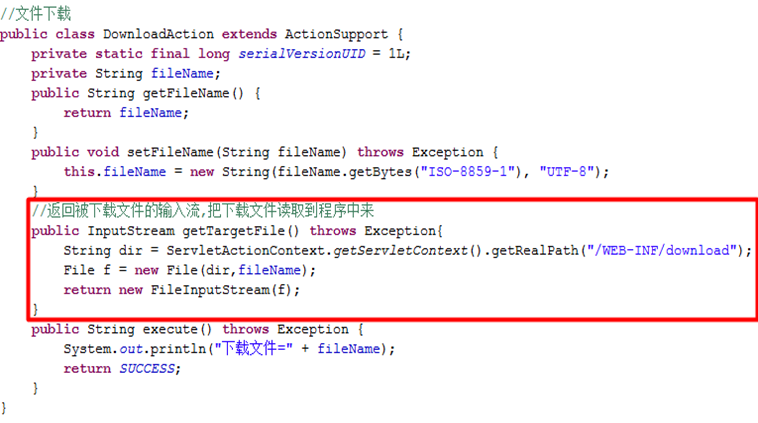 //文件下载
public class DownloadAction extends ActionSupport {
    private static final long serialVersionUID = 1L;
    private String fileName;
    public String getFileName() {
        return fileName;
    }
    public void setFileName(String fileName) throws Exception {
        this.fileName = new String(fileName.getBytes("ISO-8859-1"), "UTF-8");
    }
    //返回被下载文件的输入流,把下载文件读取到程序中来
    public InputStream getTargetFile() throws Exception{
        String dir = ServletActionContext.getServletContext().getRealPath("/WEB-INF/download");
        File f = new File(dir,fileName);
        return new FileInputStream(f);
    }
    public String execute() throws Exception {
        System.out.println("下载文件=" + fileName);
        return SUCCESS;
    }
}